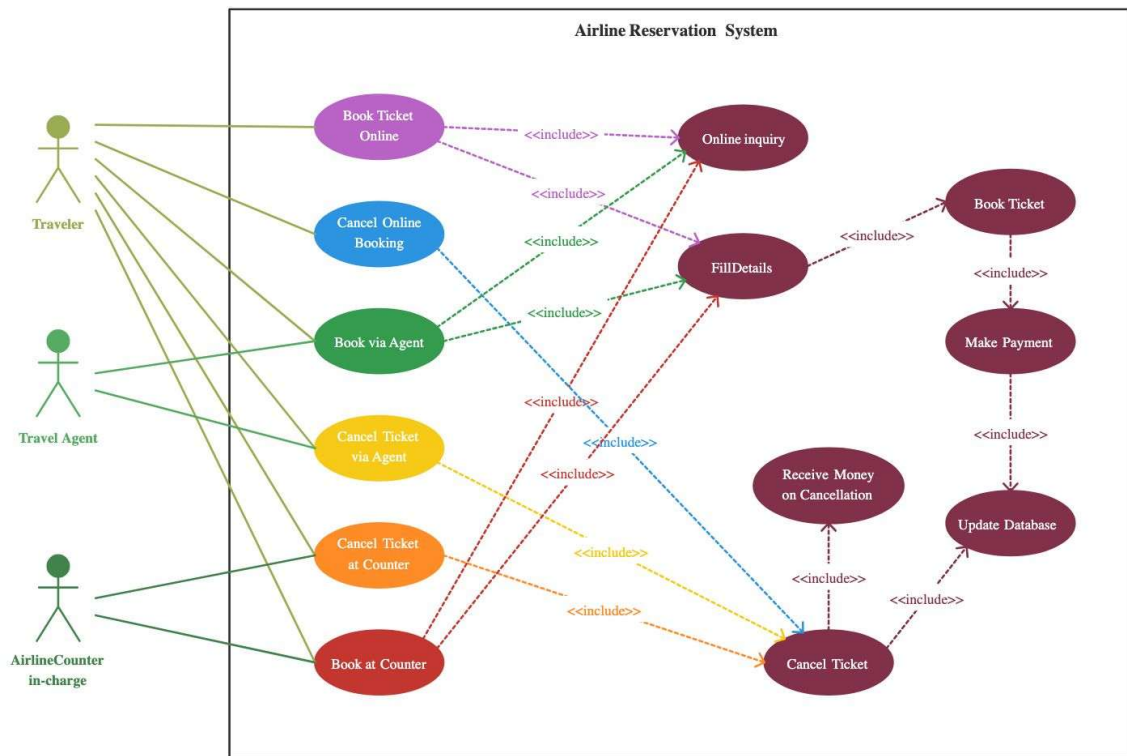 Airline Reservation System
Book Ticket
Online
<<include>>
Online inquiry
<<include>>
Traveler
Cancel Online
Booking
<<include>>
Book Ticket
<<include>>
FillDetails
<<include>>
<<include>>
Book via Agent
Make Payment
Travel Agent
<<include>>
Cancel Ticket
via Agent
<<include>>
<<include>>
<<include>>
Receive Money
on Cancellation
Update Database
Cancel Ticket
at Counter
<<include>>
<<include>>
<<include>>
<<include>>
AirlineCounter
in-charge
Book at Counter
Cancel Ticket